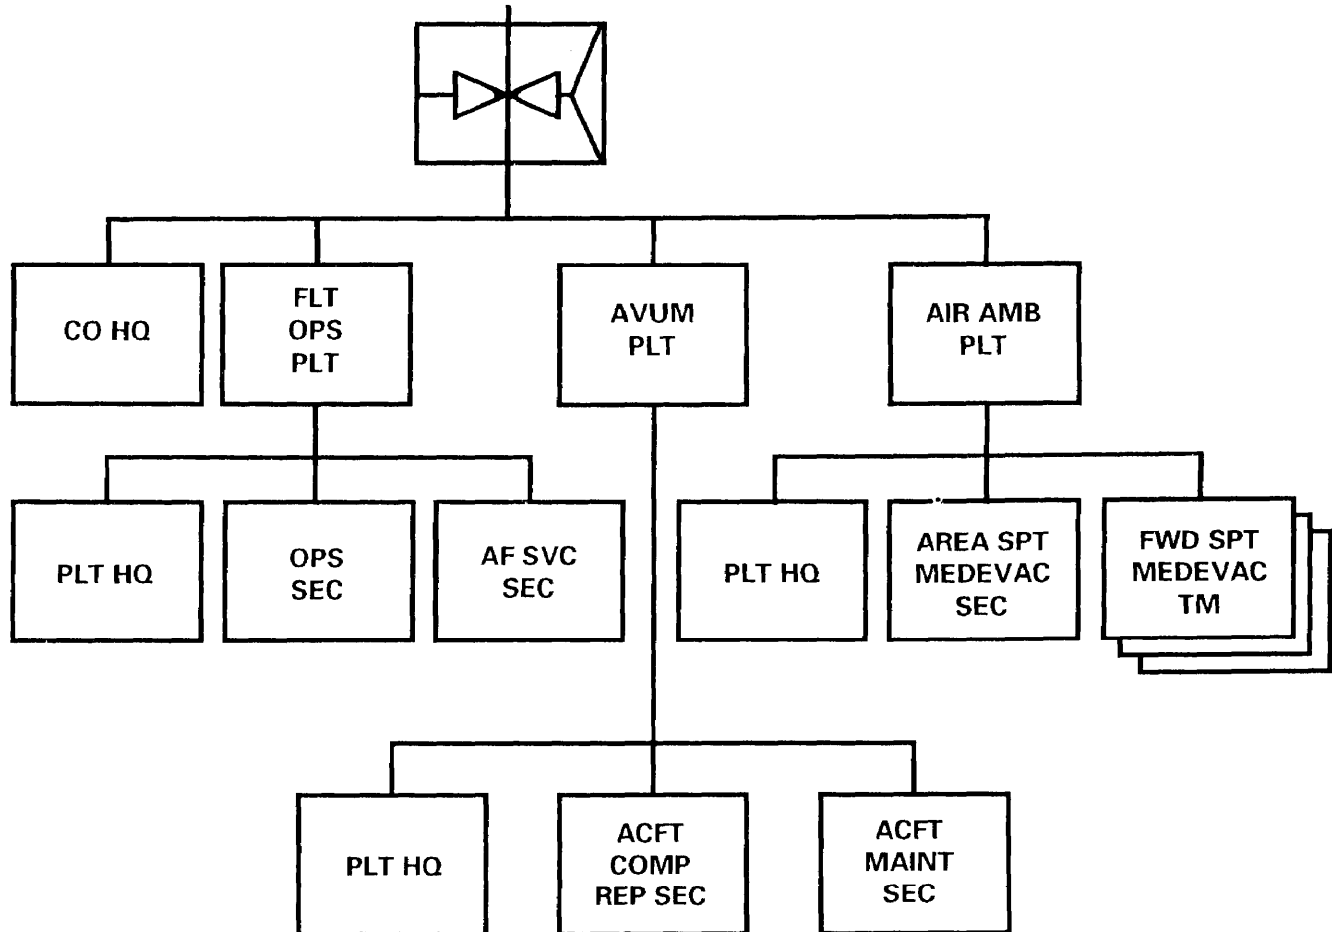 CO HQ
FLT
OPS
PLT
AVUM
PLT
AIR AMB
PLT
PLT HQ
OPS
SEC
AF SVC
SEC
PLT HQ
AREA SPT
MEDEVAC
SEC
FWD SPT
MEDEVAC
TM
PLT HQ
ACFT
COMP
REP SEC
ACFT
MAINT
SEC